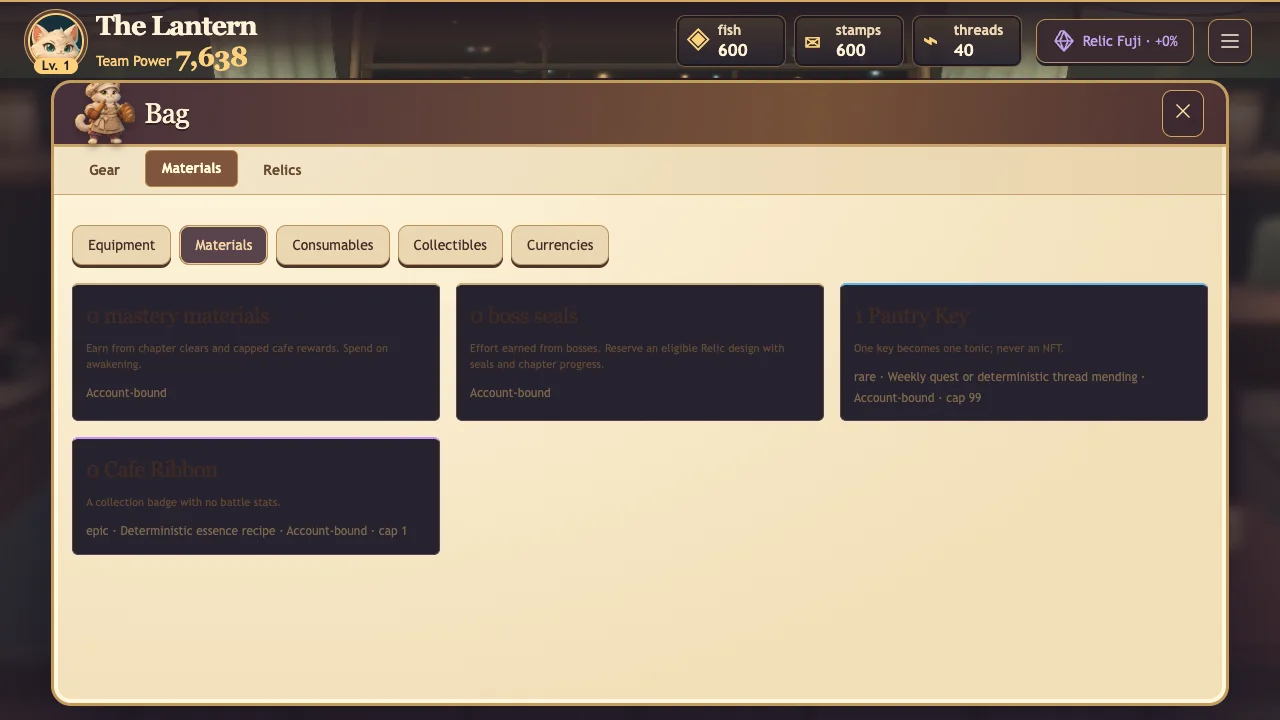 The Lantern
Team Power 7,638
Lv. 1
fish
600
stamps
600
threads
40
Relic Fuji · +0%
Bag
Gear
Materials
Relics
Equipment
Materials
Consumables
Collectibles
Currencies
0 mastery materials
Earn from chapter clears and capped cafe rewards. Spend on
awakening.
Account-bound
0 boss seals
Effort earned from bosses. Reserve an eligible Relic design with
seals and chapter progress.
Account-bound
1 Pantry Key
One key becomes one tonic; never an NFT.
rare · Weekly quest or deterministic thread mending ·
Account-bound · cap 99
0 Cafe Ribbon
A collection badge with no battle stats.
epic · Deterministic essence recipe · Account-bound · cap 1